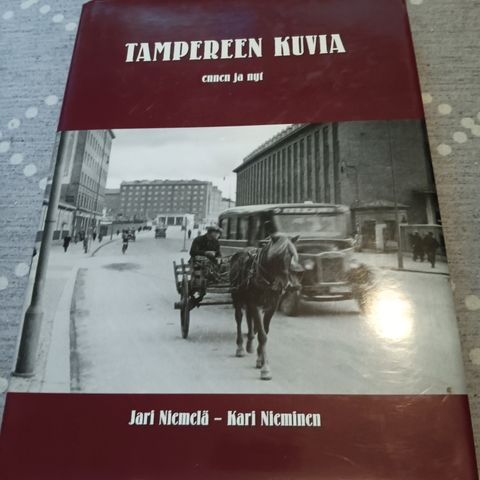 TAMPEREEN KUVIA
ennen ja nyt
Jari Niemelä – Kari Nieminen